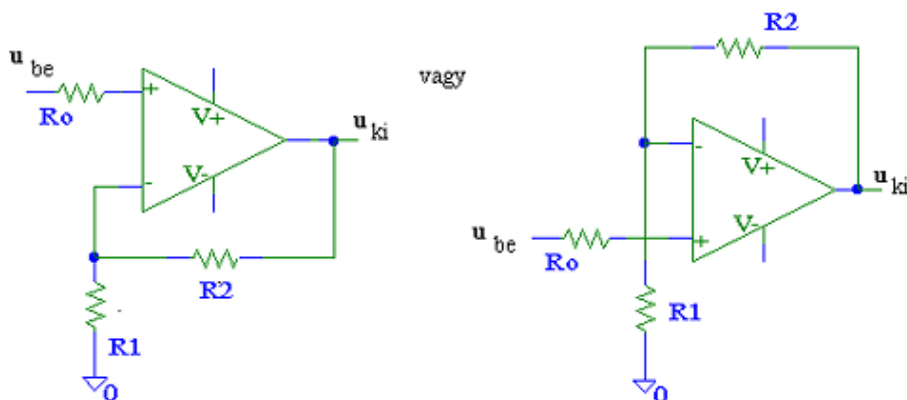 u be
Ro
+
V+
V-
-
u ki
R2
R1
0
vagy
R2
-
V+
V-
+
u ki
u be
Ro
R1
0